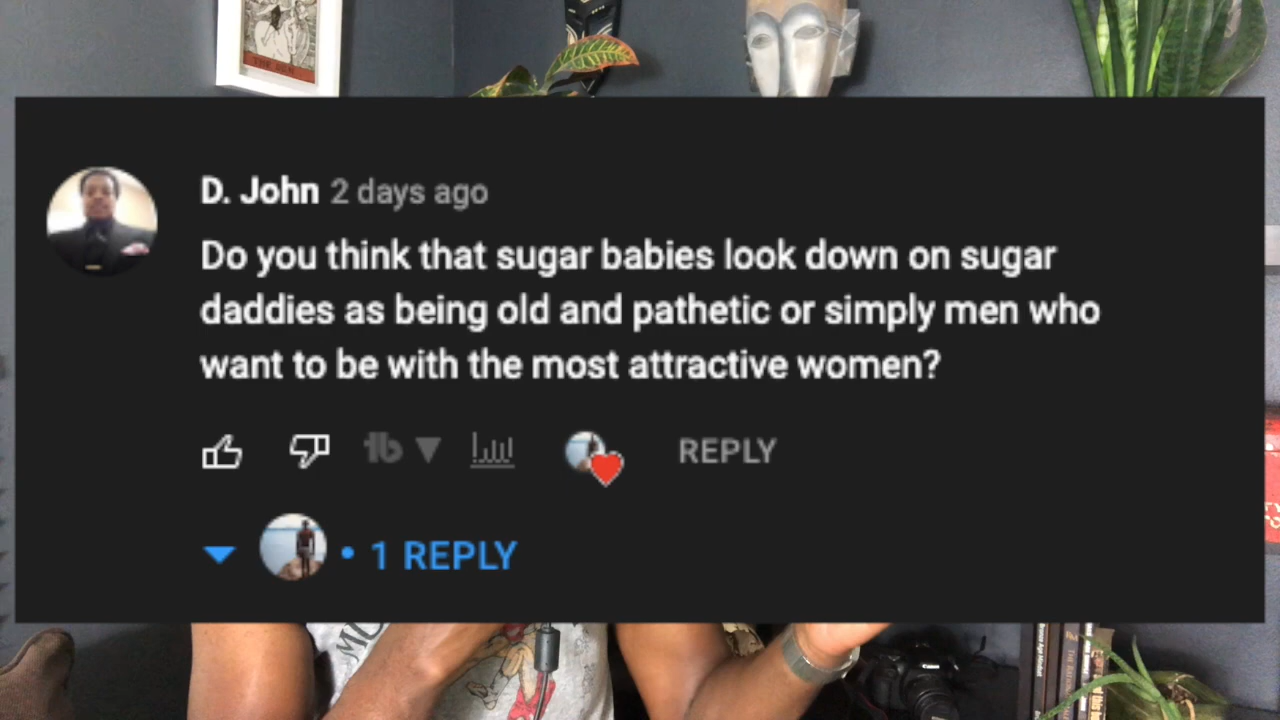 D. John 2 days ago
Do you think that sugar babies look down on sugar
daddies as being old and pathetic or simply men who
want to be with the most attractive women?
REPLY
• 1 REPLY